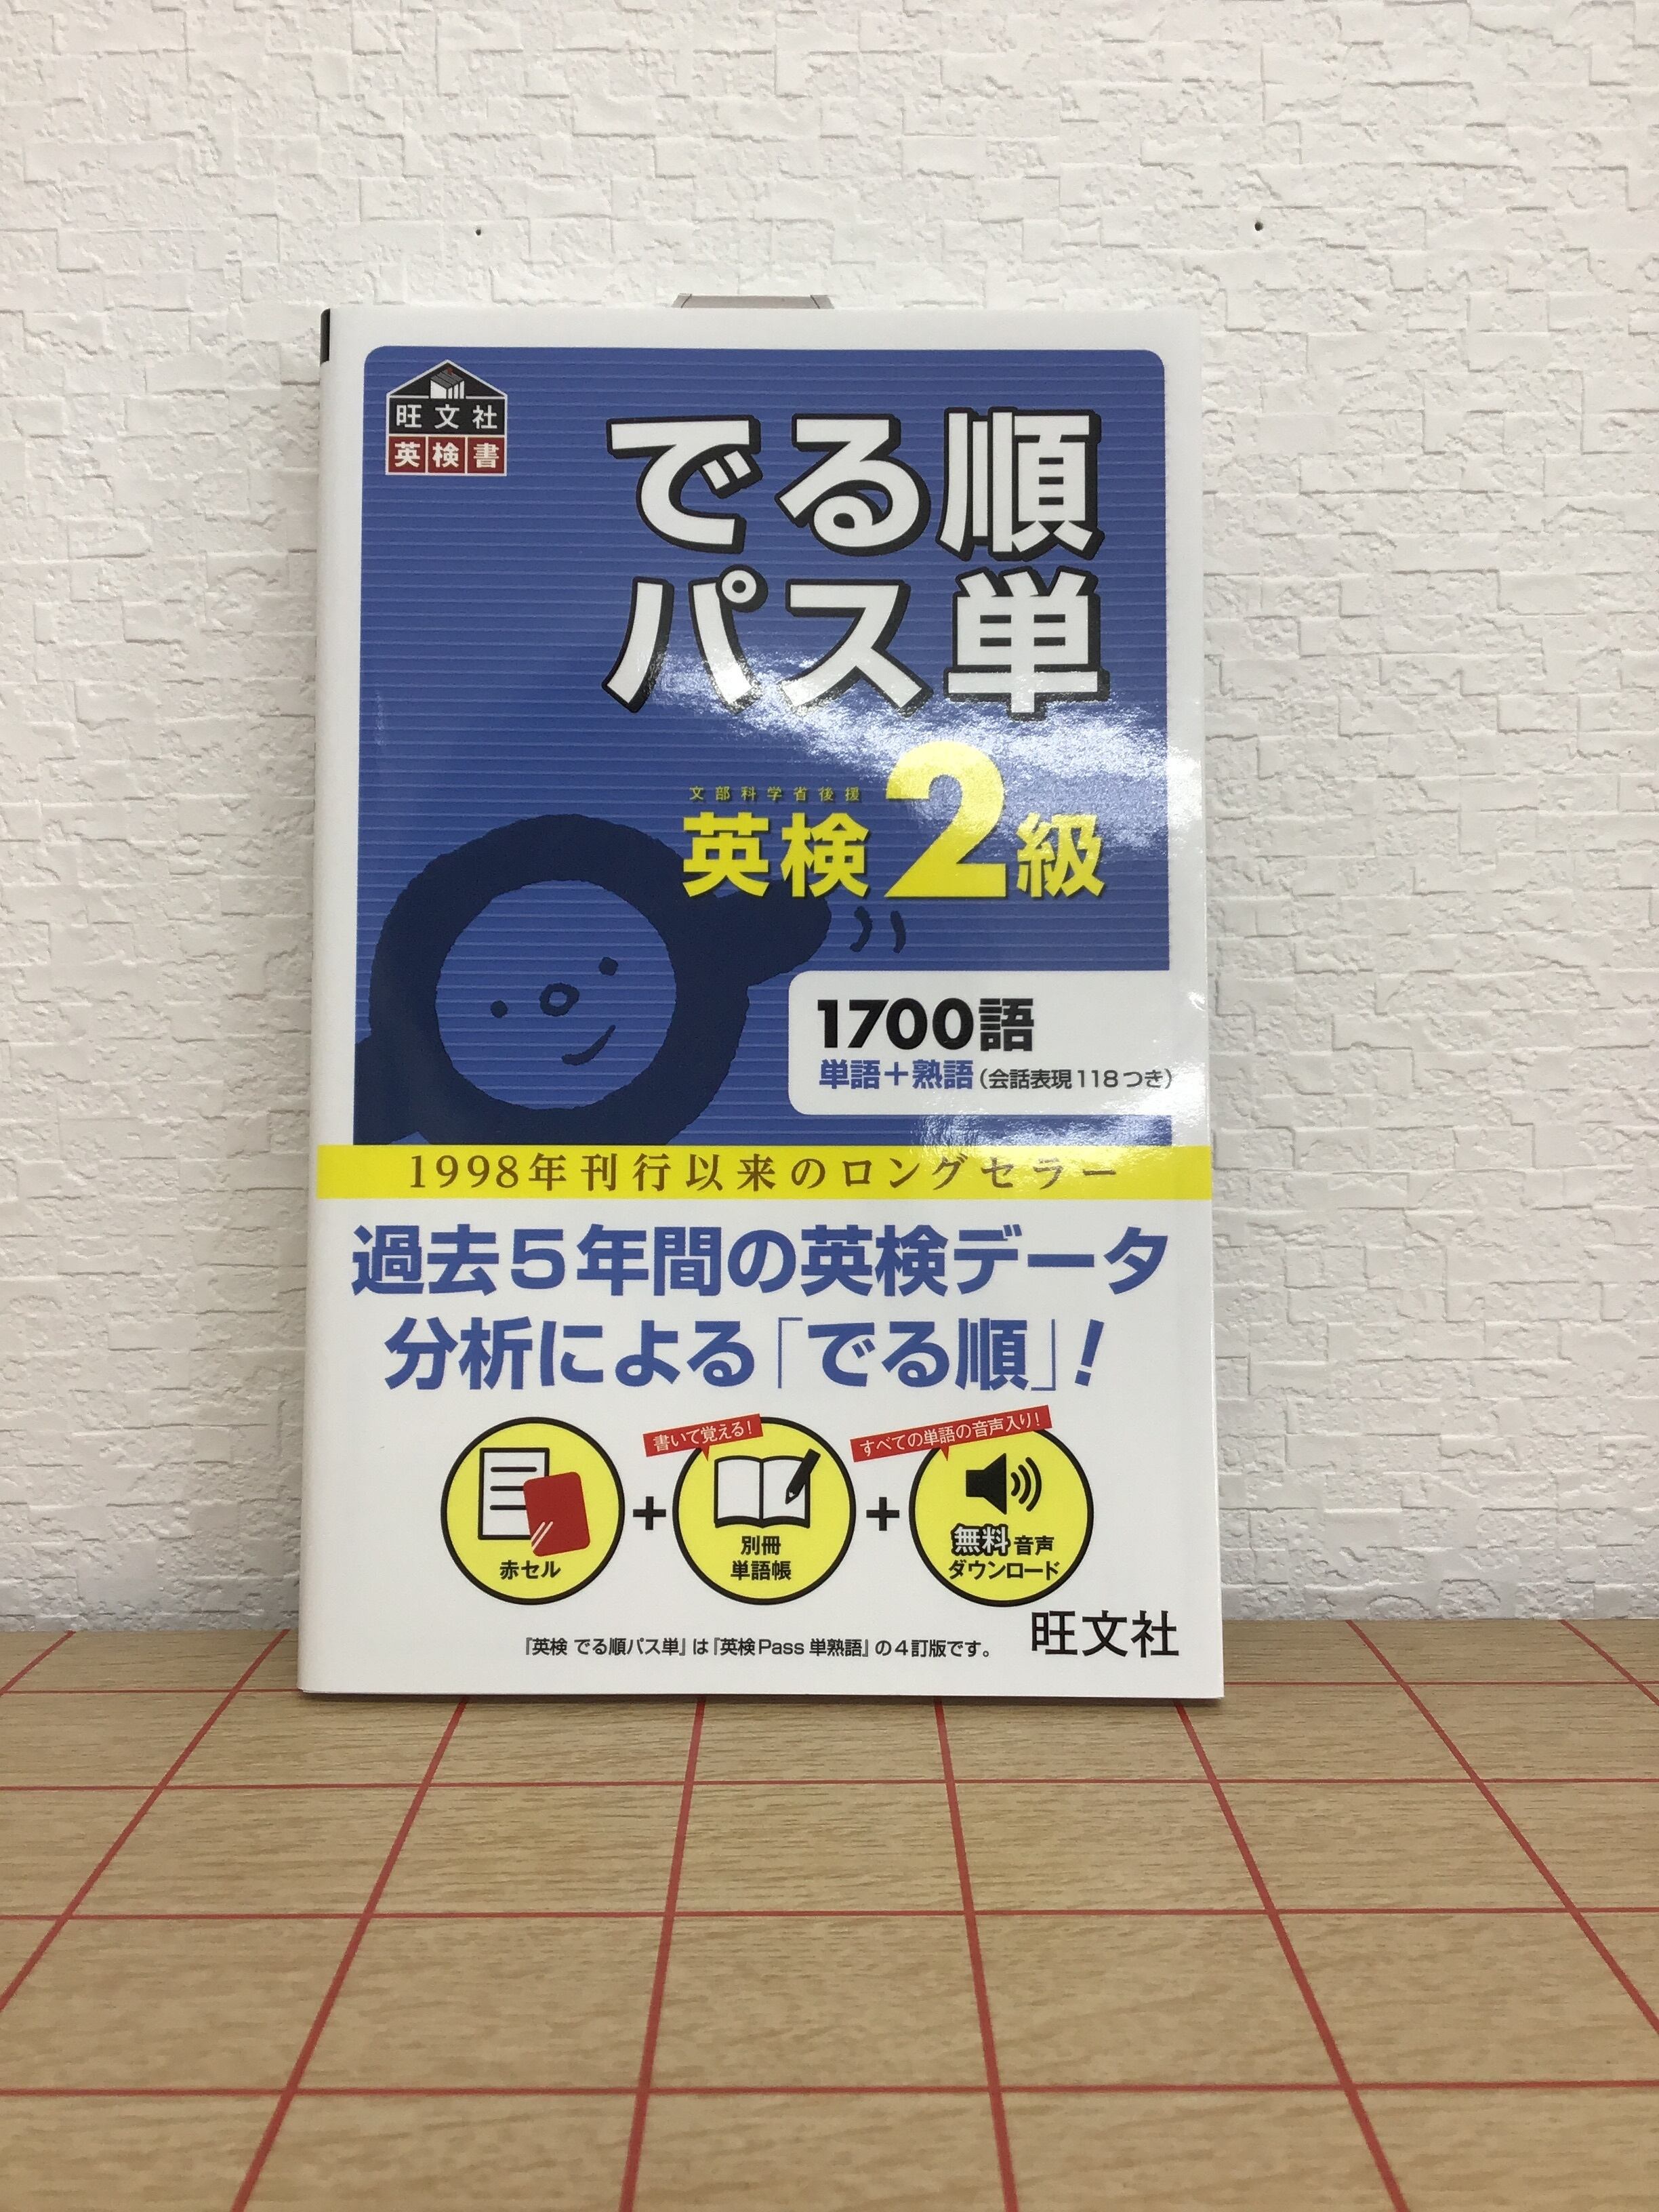 旺文社
英検書
でる順
パス単
文部科学省後援
英検2級
1700語
単語+熟語(会話表現118つき)
1998年刊行以来のロングセラー
過去5年間の英検データ
分析による「でる順」!
赤セル
+
書いて覚える!
別冊
単語帳
+
すべての単語の音声入り!
無料音声
ダウンロード
旺文社
『英検 でる順パス単』は『英検Pass単熟語』の4訂版です。